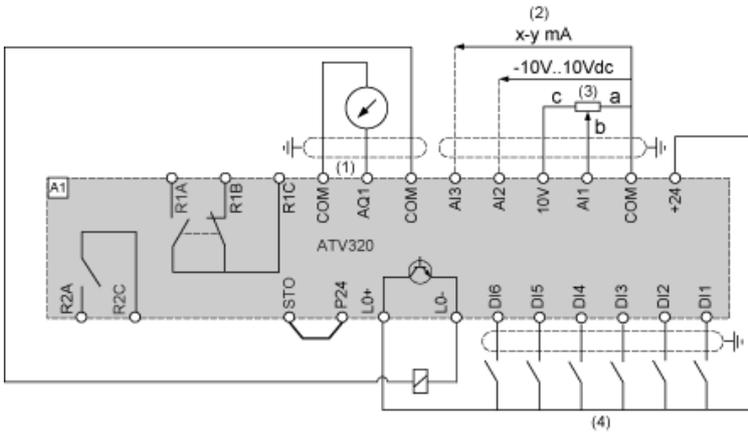 (2)
x-y mA
-10V..10Vdc
c (3) a
b
(1)
A1
R1A
R1B
R1C
COM
AQ1
COM
AI3
AI2
10V
AI1
COM
+24
ATV320
R2A
R2C
STO
P24
L0+
L0-
DI6
DI5
DI4
DI3
DI2
DI1
(4)